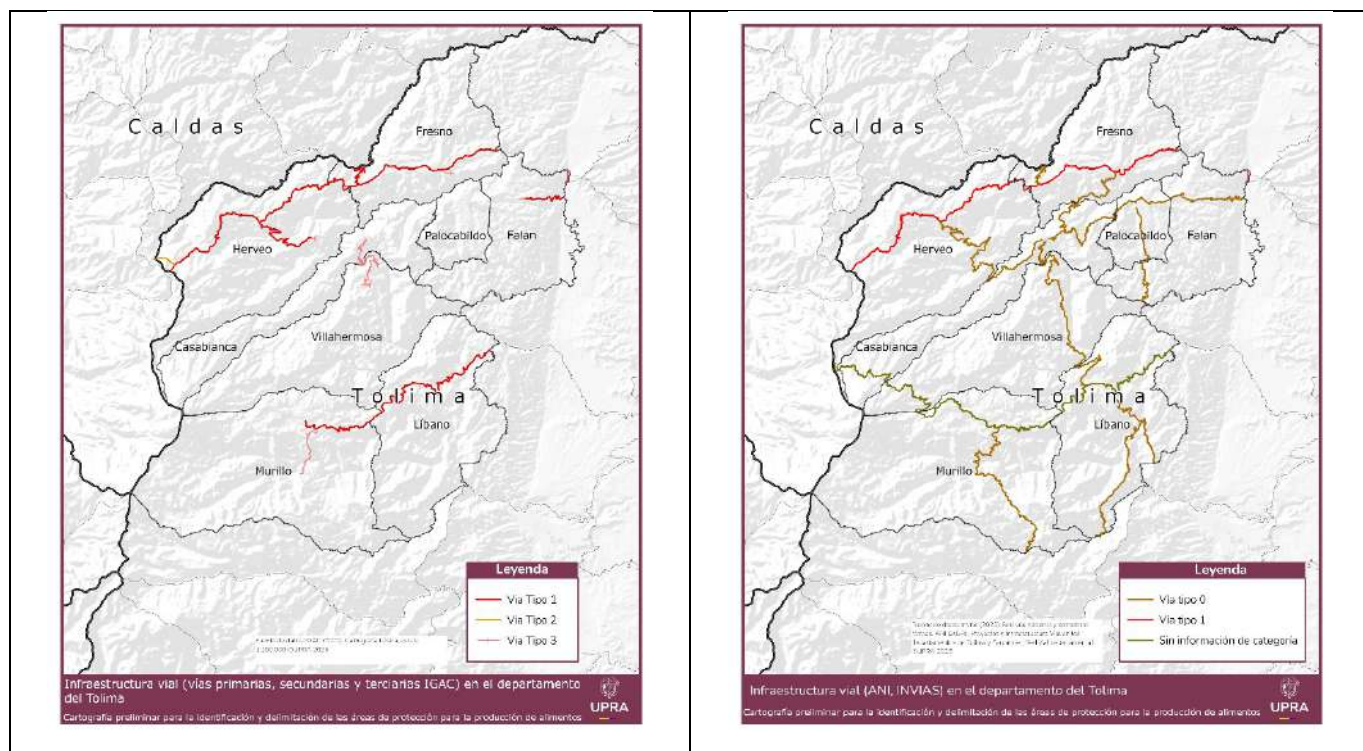 Caldas
Fresno
Herveo
Palocabildo
Falan
Casabianca
Villahermosa
Tolima
Líbano
Murillo
Leyenda
Via Tipo 1
Via Tipo 2
Via Tipo 3
Infraestructura vial (vías primarias, secundarias y terciarias IGAC) en el departamento
del Tolima
Cartografía preliminar para la identificación y delimitación de las áreas de protección para la producción de alimentos
UPRA
Caldas
Fresno
Herveo
Palocabildo
Falan
Casabianca
Villahermosa
Tolima
Líbano
Murillo
Leyenda
Vía tipo 0
Vía tipo 1
Sin información de categoría
Infraestructura vial (ANI, INVIAS) en el departamento del Tolima
Cartografía preliminar para la identificación y delimitación de las áreas de protección para la producción de alimentos
UPRA